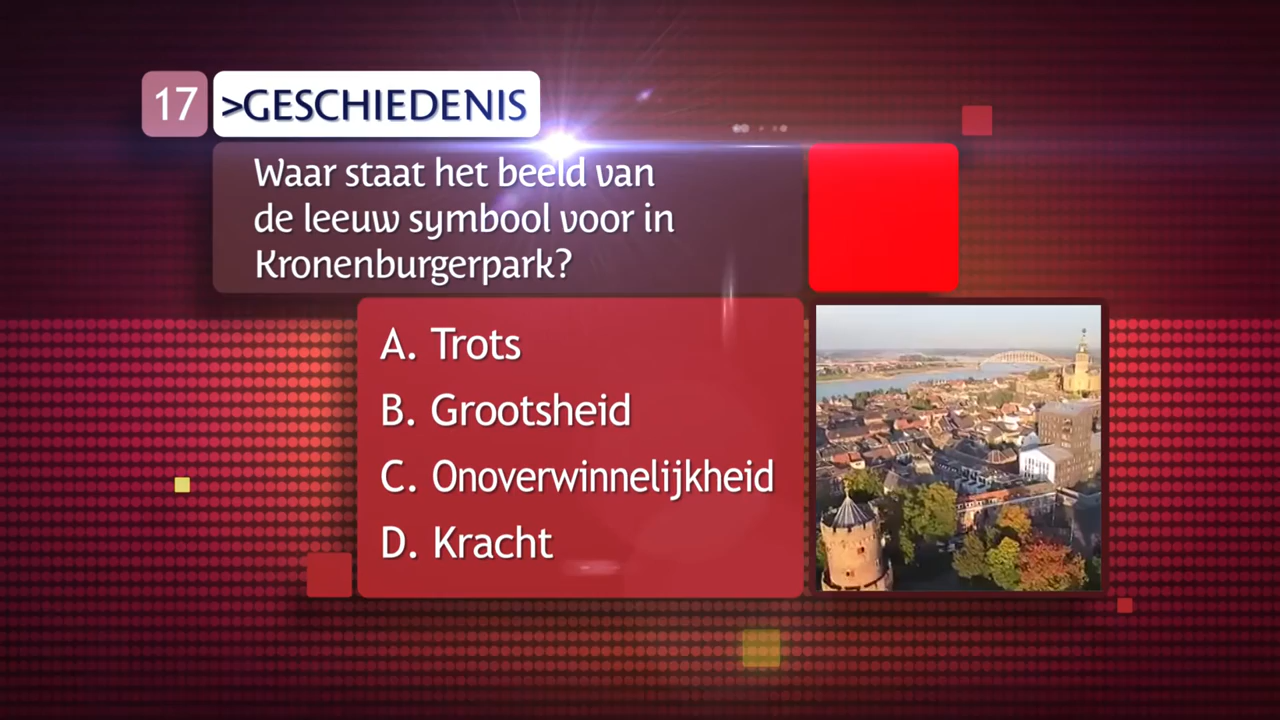 17
>GESCHIEDENIS
Waar staat het beeld van
de leeuw symbool voor in
Kronenburgerpark?
A. Trots
B. Grootsheid
C. Onoverwinnelijkheid
D. Kracht